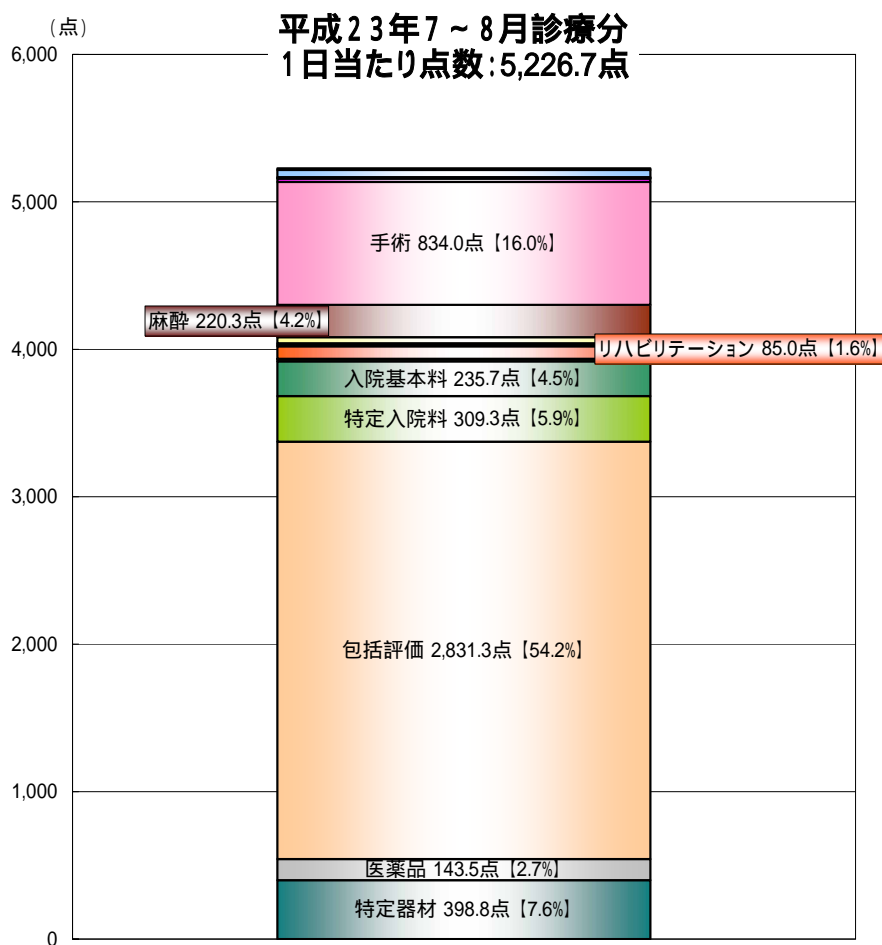 (点)
平成23年7~8月診療分
1日当たり点数:5,226.7点
6,000
5,000
手術 834.0点【16.0%】
麻酔 220.3点【4.2%】
4,000
リハビリテーション 85.0点【1.6%】
入院基本料 235.7点【4.5%】
特定入院料 309.3点【5.9%】
3,000
2,000
包括評価 2,831.3点【54.2%】
1,000
医薬品 143.5点【2.7%】
特定器材 398.8点【7.6%】
0